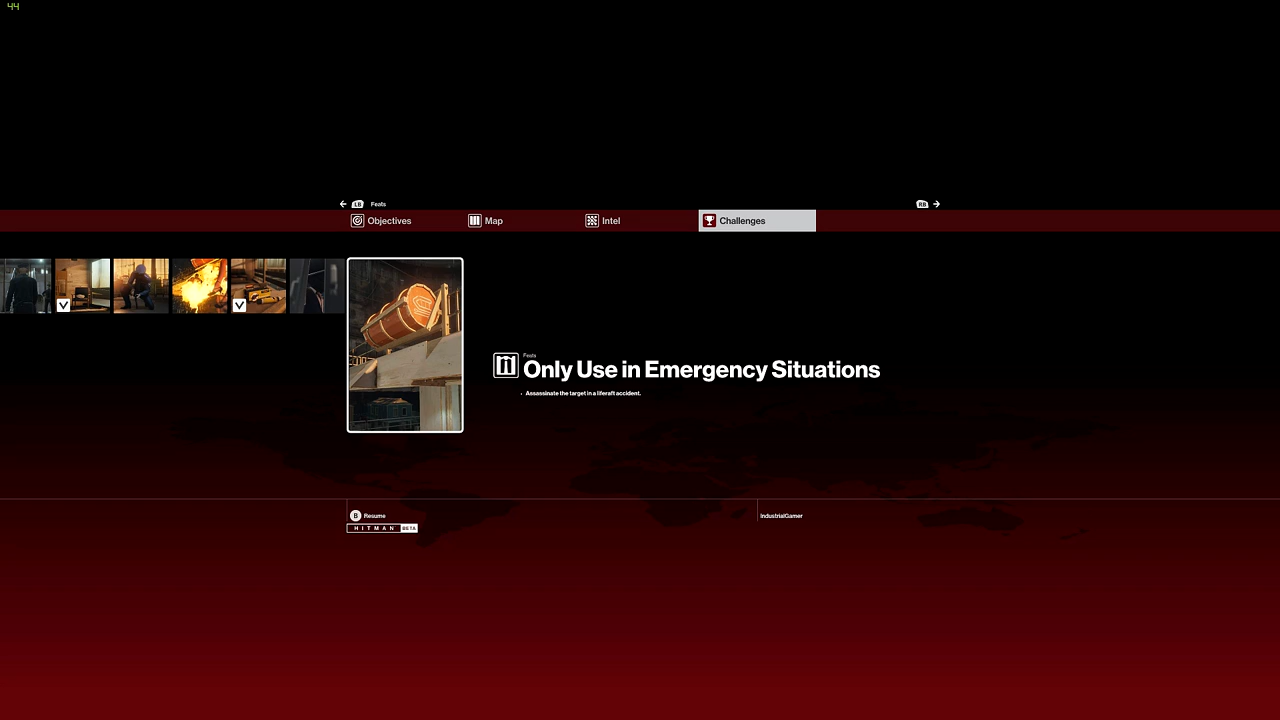 44
LB Feats RB
Objectives Map Intel Challenges
Feats
Only Use in Emergency Situations
Assassinate the target in a liferaft accident.
B Resume IndustrialGamer
HITMAN BETA